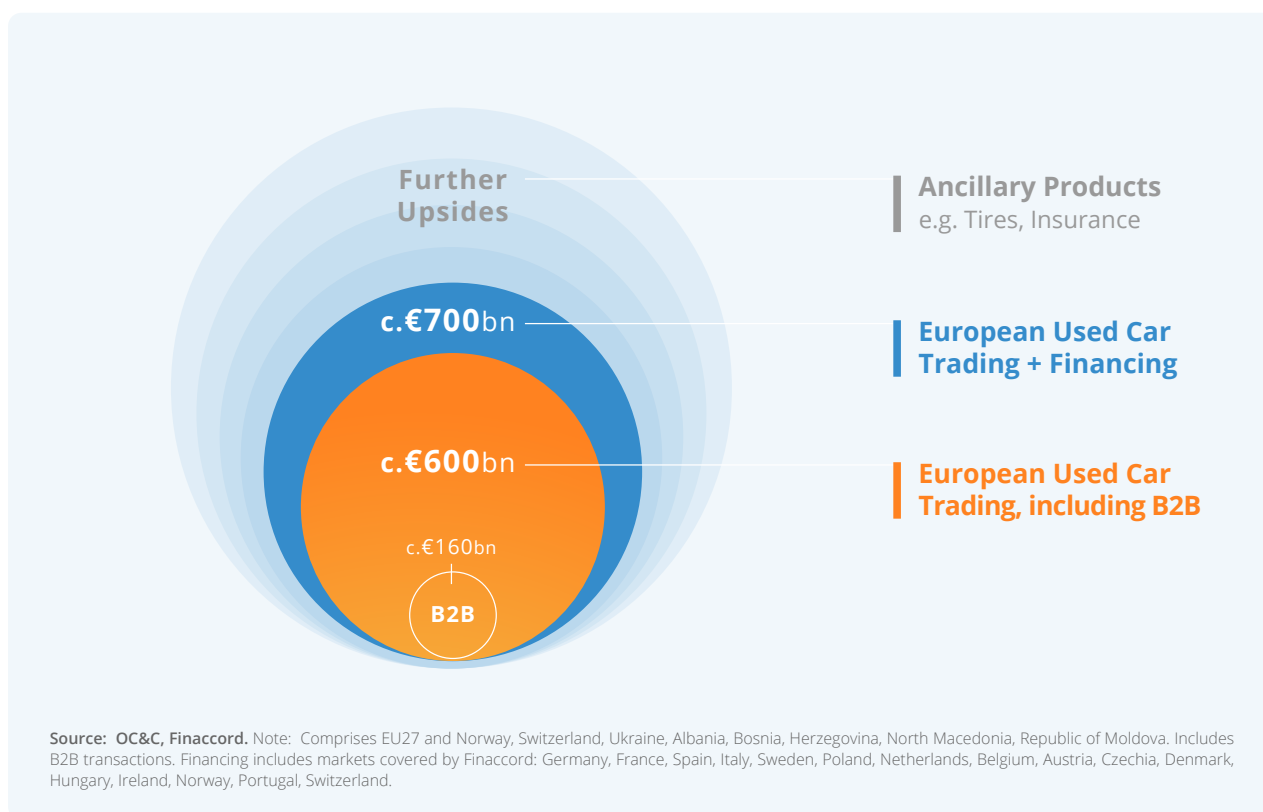 Further
Upsides
Ancillary Products
e.g. Tires, Insurance
c.€700bn
European Used Car
Trading + Financing
c.€600bn
European Used Car
Trading, including B2B
c.€160bn
B2B
Source: OC&C, Finaccord. Note: Comprises EU27 and Norway, Switzerland, Ukraine, Albania, Bosnia, Herzegovina, North Macedonia, Republic of Moldova. Includes
B2B transactions. Financing includes markets covered by Finaccord: Germany, France, Spain, Italy, Sweden, Poland, Netherlands, Belgium, Austria, Czechia, Denmark,
Hungary, Ireland, Norway, Portugal, Switzerland.